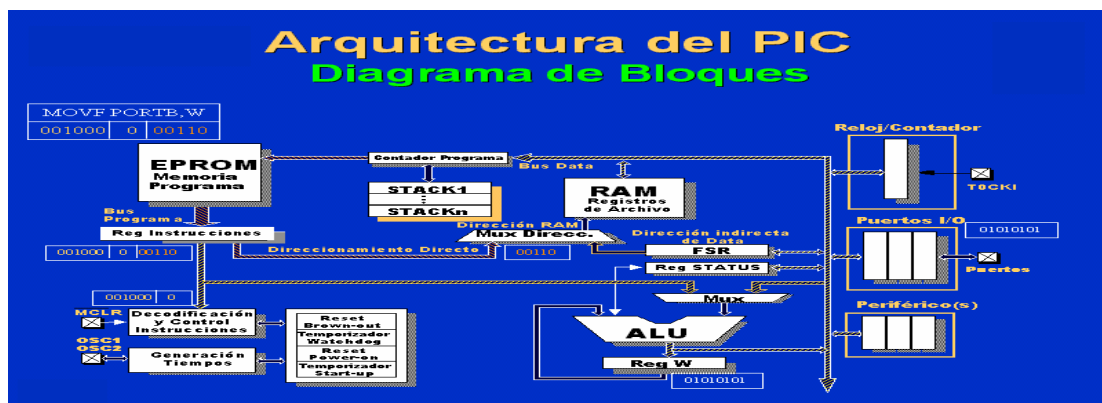 Arquitectura del PIC
Diagrama de Bloques
MOVF PORTB,W
001000 0 00110
EPROM
Memoria
Programa
Contador Programa
Bus Data
STACK1
STACKn
RAM
Registros
de Archivo
Reloj/Contador
T0CKI
Bus
Programa
Reg Instrucciones
Dirección RAM
Mux Direcc.
Direccionamiento Directo
001000 0 00110
00110
Dirección indirecta
de Data
FSR
Reg STATUS
Puertos I/O
01010101
Puertos
001000 0
MCLR
Decodificación
y Control
Instrucciones
OSC1
OSC2
Generación
Tiempos
Reset
Brown-out
Temporizador
Watchdog
Reset
Power-on
Temporizador
Start-up
Mux
ALU
Reg W
01010101
Periférico(s)